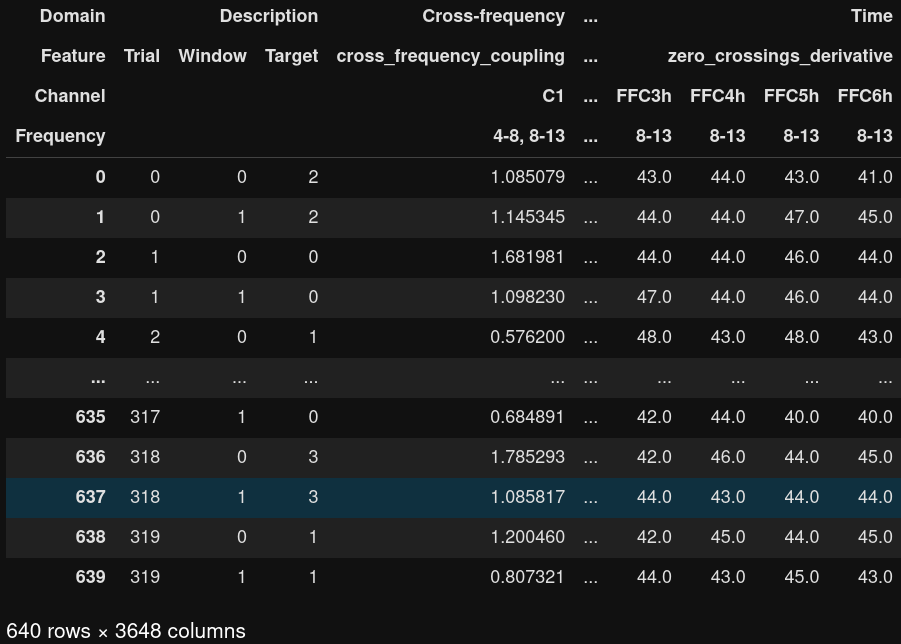 Domain Description Cross-frequency ... Time
Feature Trial Window Target cross_frequency_coupling ... zero_crossings_derivative
Channel C1 ... FFC3h FFC4h FFC5h FFC6h
Frequency 4-8, 8-13 ... 8-13 8-13 8-13 8-13
0 0 0 2 1.085079 ... 43.0 44.0 43.0 41.0
1 0 1 2 1.145345 ... 44.0 44.0 47.0 45.0
2 1 0 0 1.681981 ... 44.0 44.0 46.0 44.0
3 1 1 0 1.098230 ... 47.0 44.0 46.0 44.0
4 2 0 1 0.576200 ... 48.0 43.0 48.0 43.0
... ... ... ... ... ... ... ... ... ...
635 317 1 0 0.684891 ... 42.0 44.0 40.0 40.0
636 318 0 3 1.785293 ... 42.0 46.0 44.0 45.0
637 318 1 3 1.085817 ... 44.0 43.0 44.0 44.0
638 319 0 1 1.200460 ... 42.0 45.0 44.0 45.0
639 319 1 1 0.807321 ... 44.0 43.0 45.0 43.0
640 rows × 3648 columns